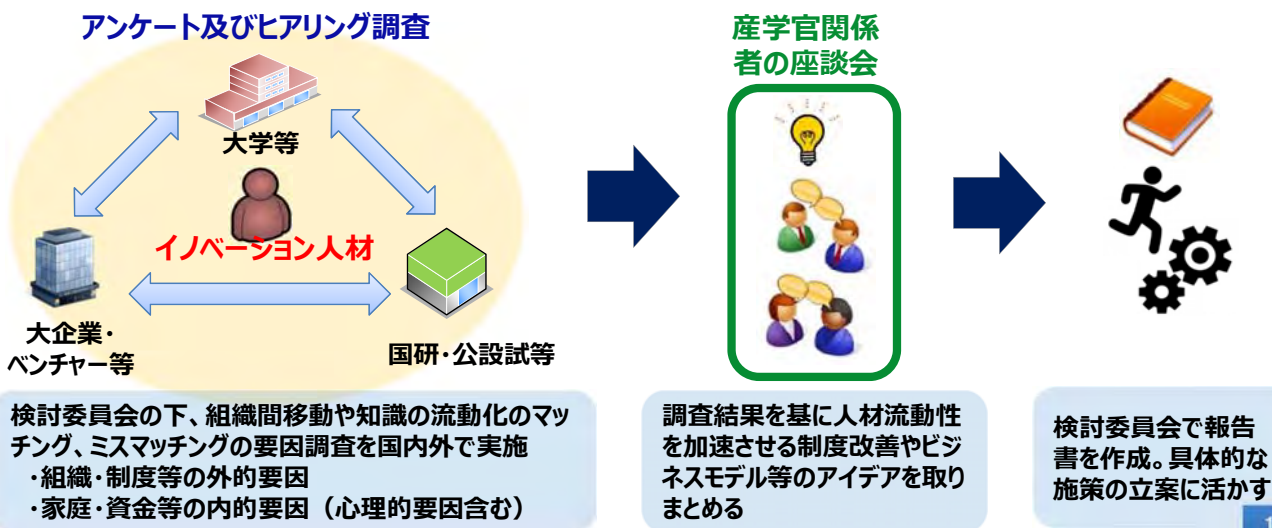 アンケート及びヒアリング調査
大学等
イノベーション人材
大企業・
ベンチャー等
国研・公設試等
検討委員会の下、組織間移動や知識の流動化のマッ
チング、ミスマッチングの要因調査を国内外で実施
・組織・制度等の外的要因
・家庭・資金等の内的要因（心理的要因含む）
産学官関係
者の座談会
調査結果を基に人材流動性
を加速させる制度改善やビジ
ネスモデル等のアイデアを取り
まとめる
検討委員会で報告
書を作成。具体的な
施策の立案に活かす